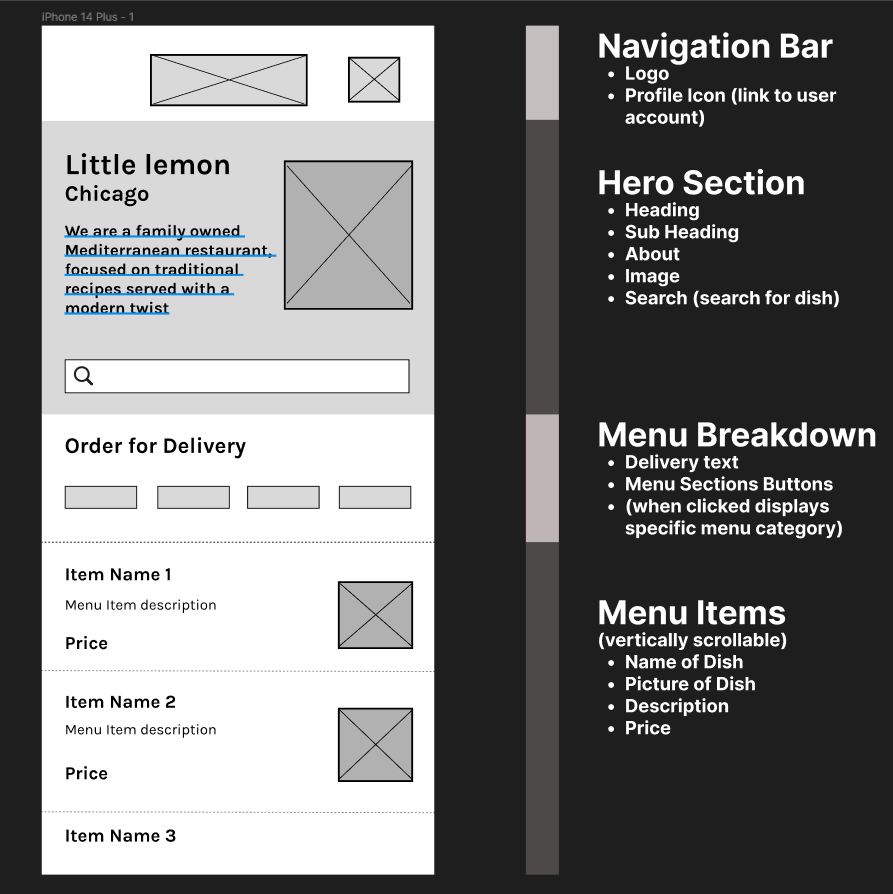 iPhone 14 Plus - 1
Little lemon
Chicago
We are a family owned
Mediterranean restaurant,
focused on traditional
recipes served with a
modern twist
Order for Delivery
Item Name 1
Menu Item description
Price
Item Name 2
Menu Item description
Price
Item Name 3
Navigation Bar
• Logo
• Profile Icon (link to user
account)
Hero Section
• Heading
• Sub Heading
• About
• Image
• Search (search for dish)
Menu Breakdown
• Delivery text
• Menu Sections Buttons
• (when clicked displays
specific menu category)
Menu Items
(vertically scrollable)
• Name of Dish
• Picture of Dish
• Description
• Price